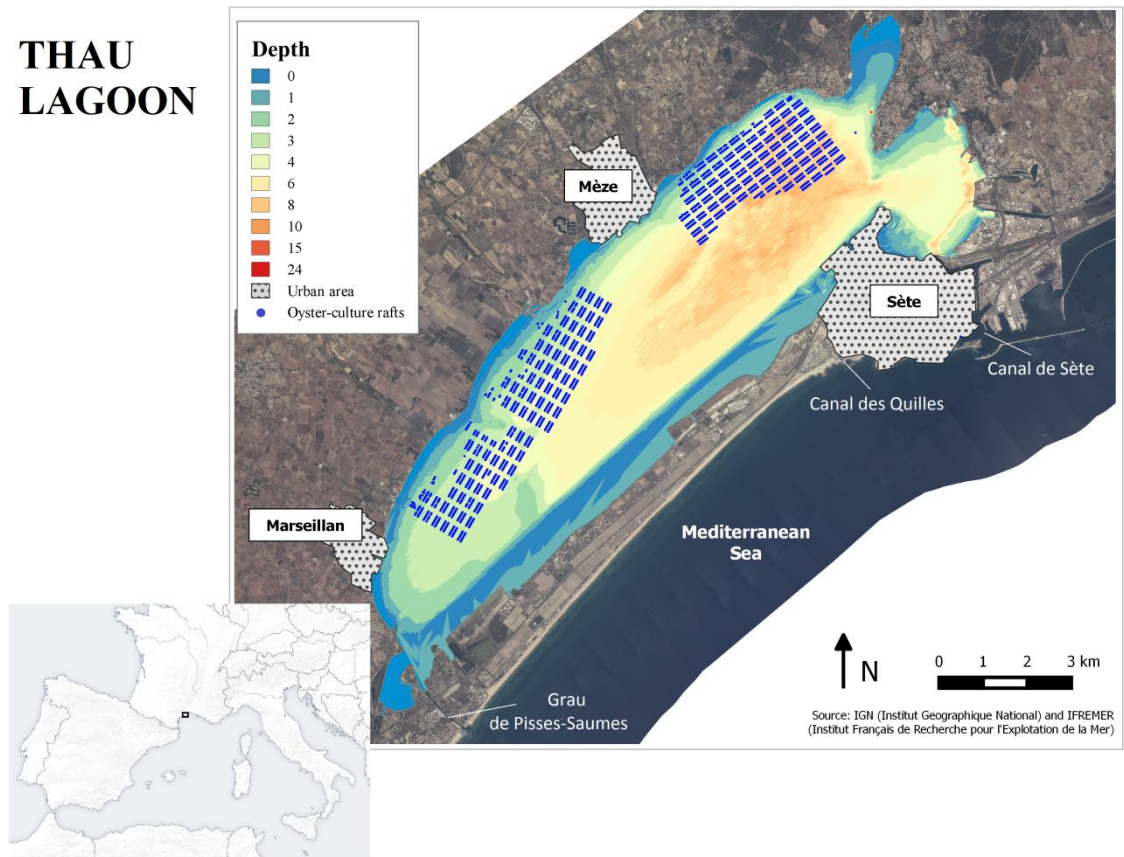 THAU
LAGOON
Depth
0
1
2
3
4
6
8
10
15
24
Urban area
Oyster-culture rafts
Mèze
Sète
Canal de Sète
Canal des Quilles
Marseillan
Mediterranean
Sea
Grau
de Pisses-Saumes
N
0 1 2 3 km
Source: IGN (Institut Geographique National) and IFREMER
(Institut Français de Recherche pour l'Explotation de la Mer)